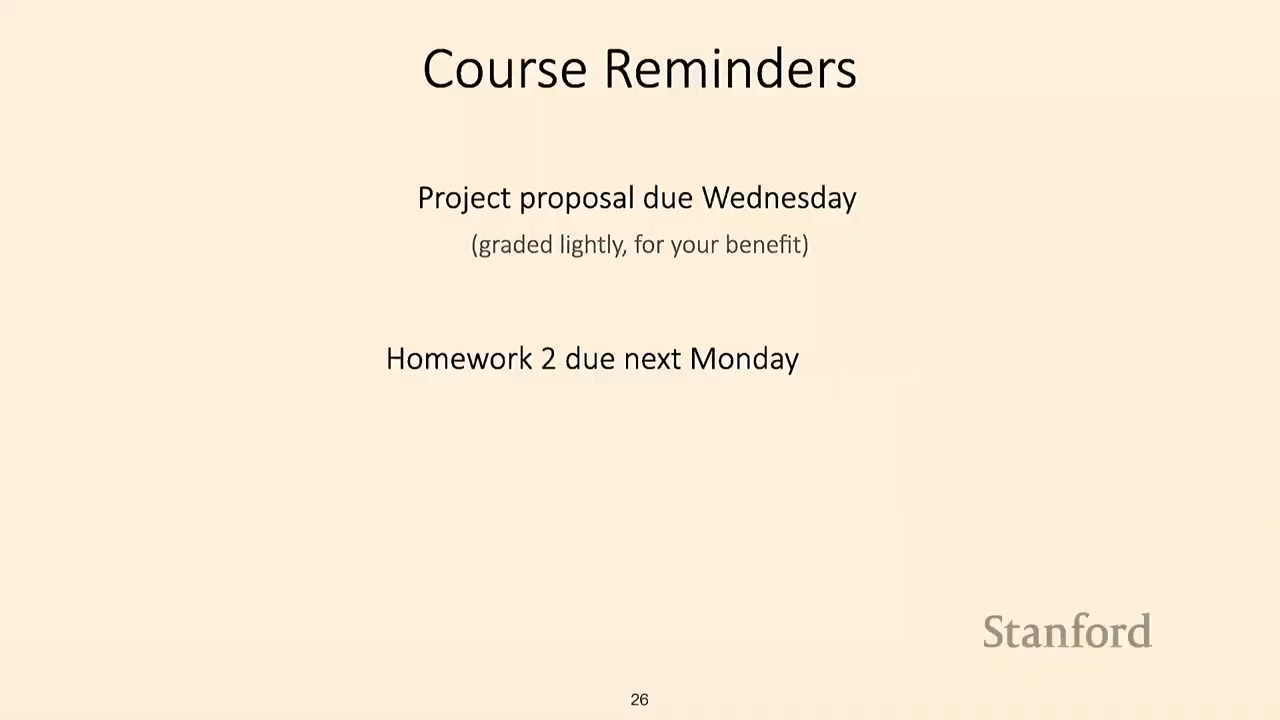 Course Reminders
Project proposal due Wednesday
(graded lightly, for your benefit)
Homework 2 due next Monday
Stanford
26